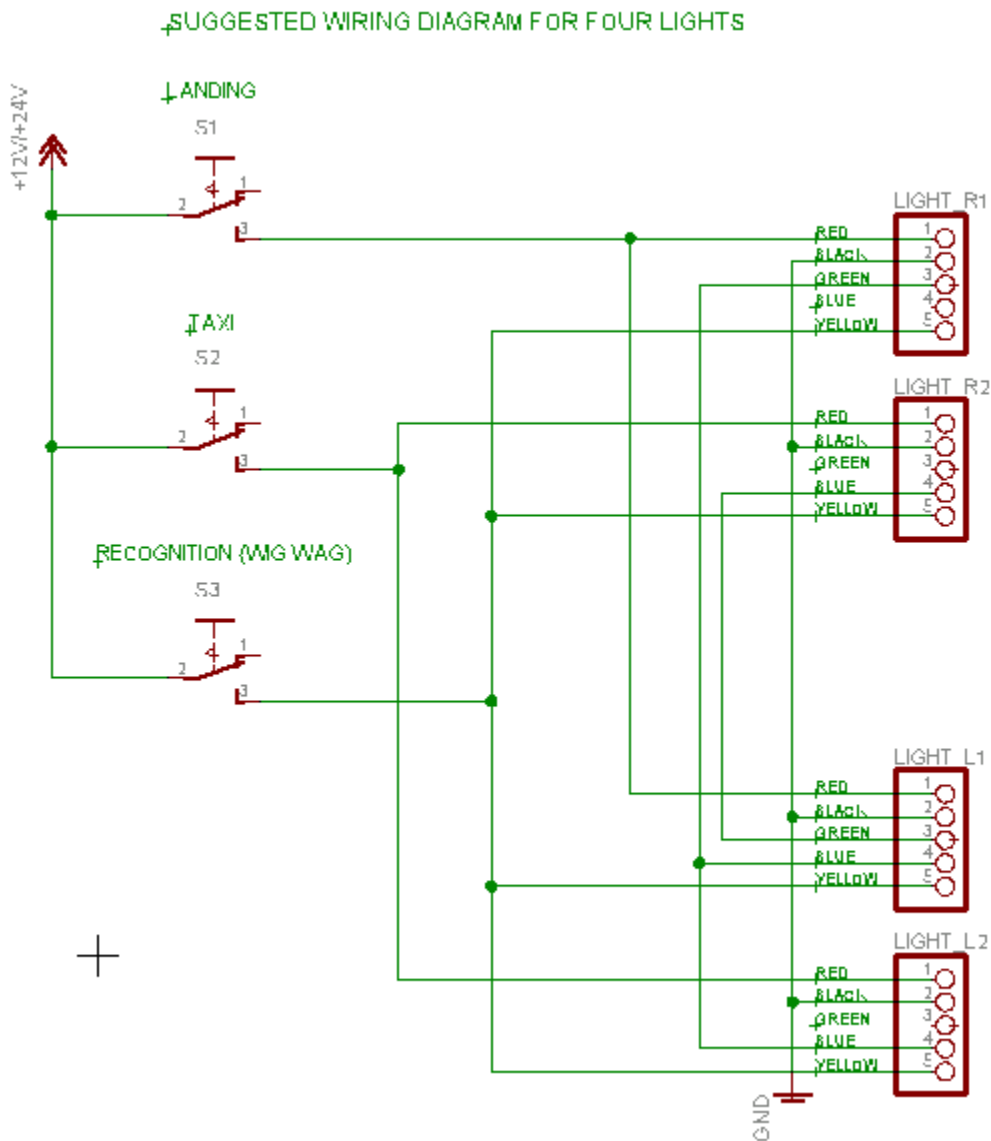 SUGGESTED WIRING DIAGRAM FOR FOUR LIGHTS
+12V/+24V
LANDING
S1
1
2
3
TAXI
S2
1
2
3
RECOGNITION (WIG WAG)
S3
1
2
3
LIGHT_R1
RED 1
BLACK 2
GREEN 3
BLUE 4
YELLOW 5
LIGHT_R2
RED 1
BLACK 2
GREEN 3
BLUE 4
YELLOW 5
LIGHT_L1
RED 1
BLACK 2
GREEN 3
BLUE 4
YELLOW 5
LIGHT_L2
RED 1
BLACK 2
GREEN 3
BLUE 4
YELLOW 5
GND